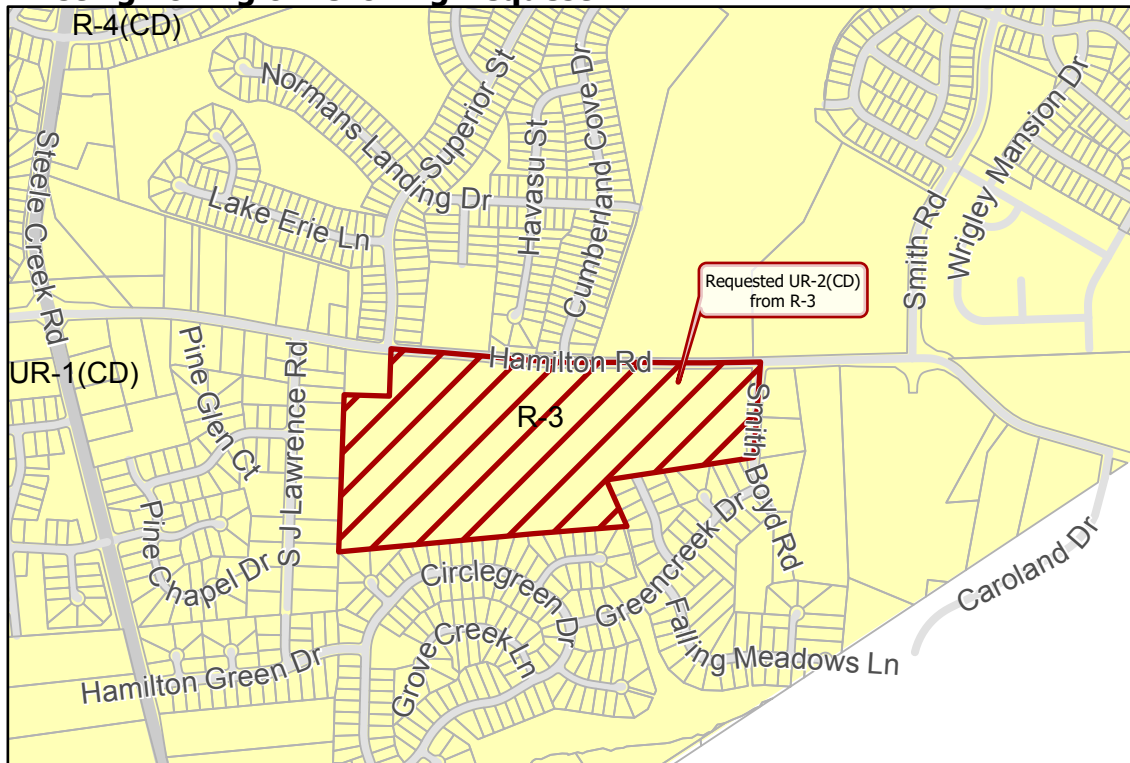 R-4(CD)
Normans Landing Dr
Superior St
Havasu St
Cumberland Cove Dr
Lake Erie Ln
Steele Creek Rd
Smith Rd
Wrigley Mansion Dr
Requested UR-2(CD)
from R-3
Hamilton Rd
UR-1(CD)
Pine Glen Ct
S J Lawrence Rd
R-3
Smith Boyd Rd
Pine Chapel Dr
Circlegreen Dr
Greencreek Dr
Caroland Dr
Grove Creek Ln
Falling Meadows Ln
Hamilton Green Dr